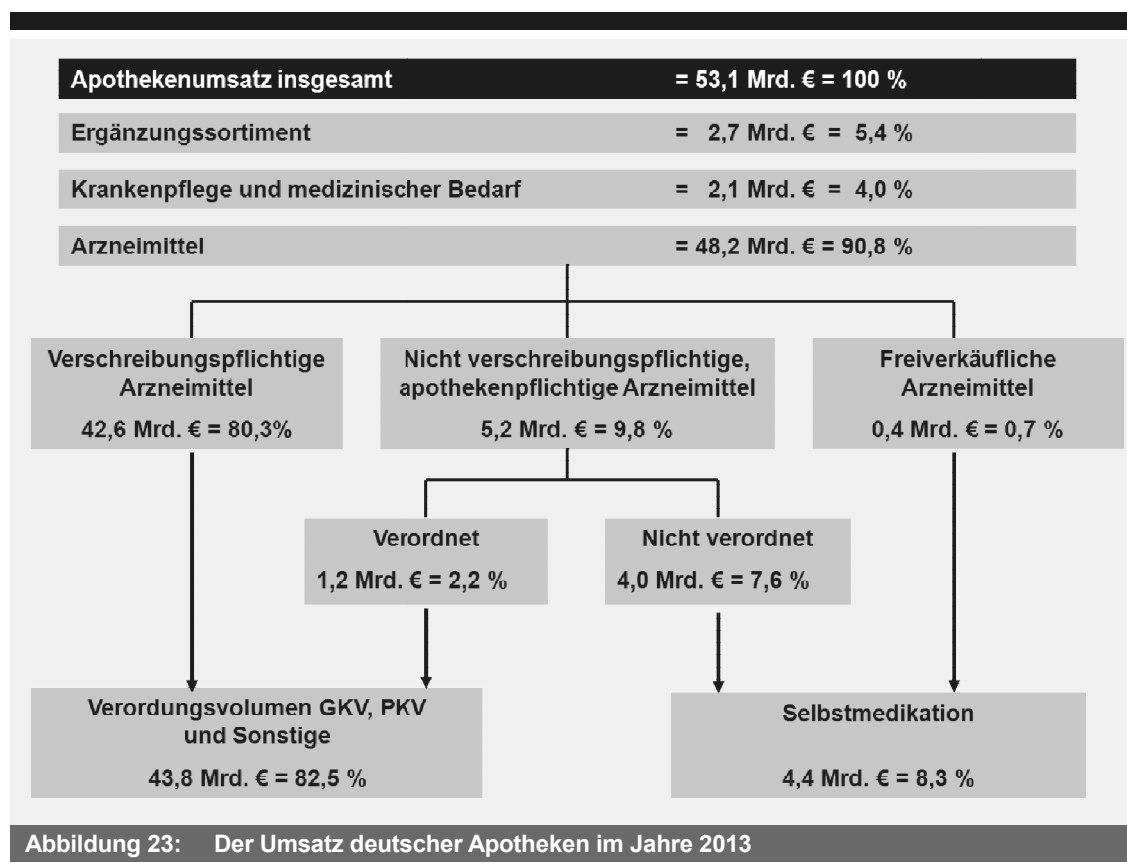 Apothekenumsatz insgesamt = 53,1 Mrd. € = 100 %
Ergänzungssortiment = 2,7 Mrd. € = 5,4 %
Krankenpflege und medizinischer Bedarf = 2,1 Mrd. € = 4,0 %
Arzneimittel = 48,2 Mrd. € = 90,8 %
Verschreibungspflichtige
Arzneimittel
42,6 Mrd. € = 80,3%
Nicht verschreibungspflichtige,
apothekenpflichtige Arzneimittel
5,2 Mrd. € = 9,8 %
Freiverkäufliche
Arzneimittel
0,4 Mrd. € = 0,7 %
Verordnet
1,2 Mrd. € = 2,2 %
Nicht verordnet
4,0 Mrd. € = 7,6 %
Verordungsvolumen GKV, PKV
und Sonstige
43,8 Mrd. € = 82,5 %
Selbstmedikation
4,4 Mrd. € = 8,3 %
Abbildung 23: Der Umsatz deutscher Apotheken im Jahre 2013